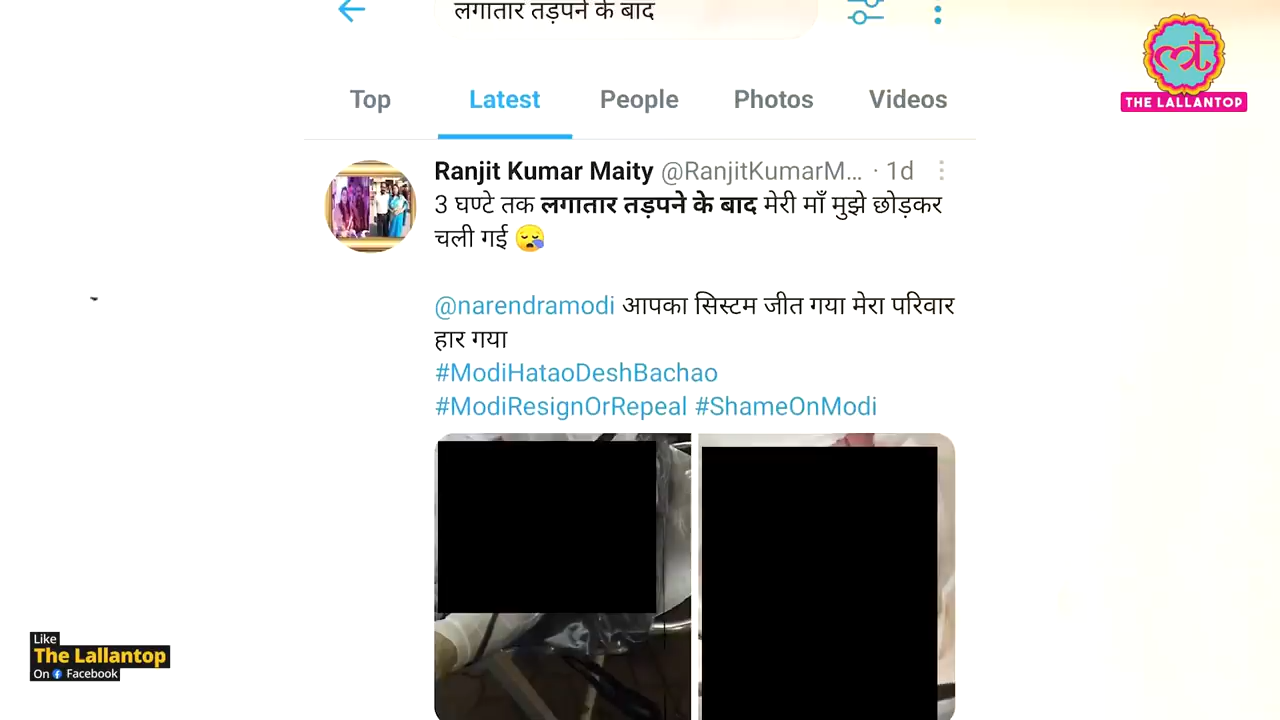 लगातार तड़पने के बाद
THE LALLANTOP
Top Latest People Photos Videos
Ranjit Kumar Maity @RanjitKumarM... · 1d
3 घण्टे तक लगातार तड़पने के बाद मेरी माँ मुझे छोड़कर
चली गई
@narendramodi आपका सिस्टम जीत गया मेरा परिवार
हार गया
#ModiHataoDeshBachao
#ModiResignOrRepeal #ShameOnModi
Like
The Lallantop
On Facebook